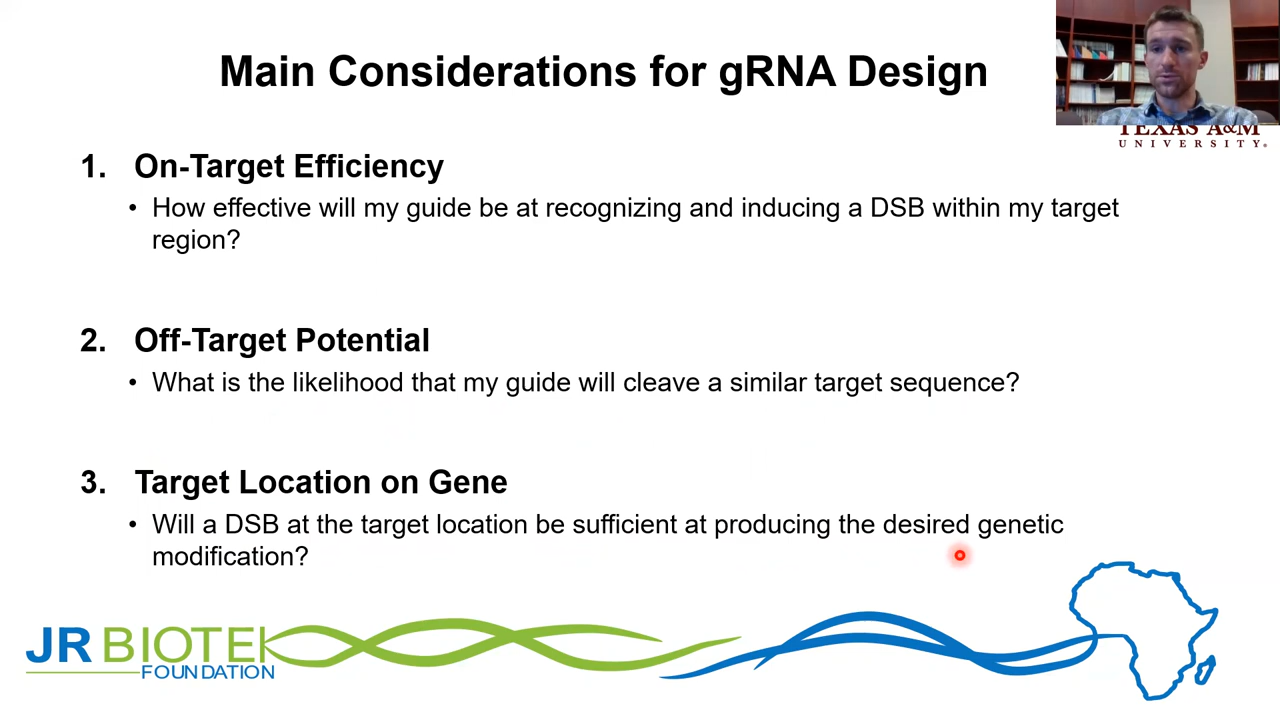 Main Considerations for gRNA Design
TEXAS A&M
UNIVERSITY®
1. On-Target Efficiency
• How effective will my guide be at recognizing and inducing a DSB within my target
region?
2. Off-Target Potential
• What is the likelihood that my guide will cleave a similar target sequence?
3. Target Location on Gene
• Will a DSB at the target location be sufficient at producing the desired genetic
modification?
JR BIOTEK
FOUNDATION